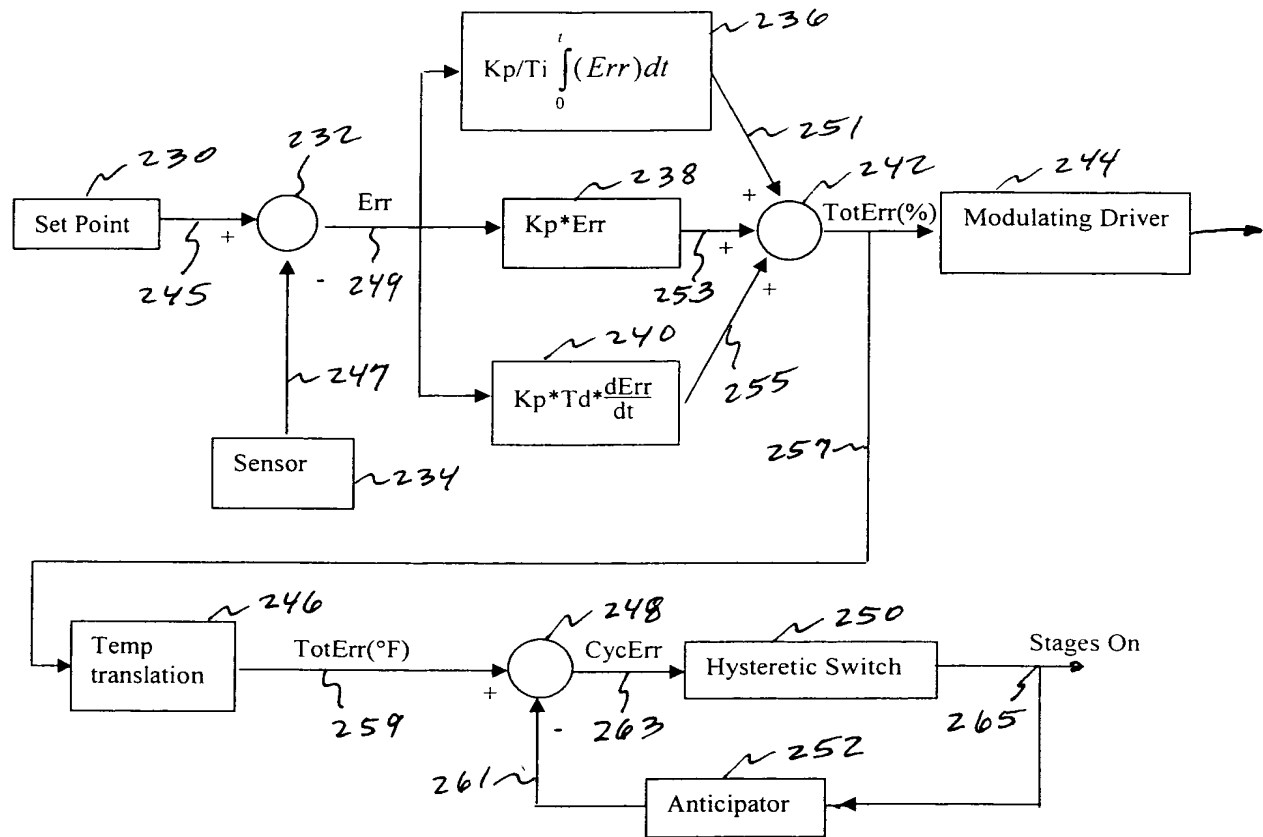 236
t
Kp/Ti ∫ (Err)dt
0
251
230
232
238
242
244
Set Point
+
Err
Kp*Err
+
+
TotErr(%)
Modulating Driver
245
-
249
253
+
240
255
247
Kp*Td*dErr/dt
257
Sensor
234
246
248
250
Temp
translation
TotErr(°F)
+
CycErr
Hysteretic Switch
Stages On
259
-
263
265
252
261
Anticipator